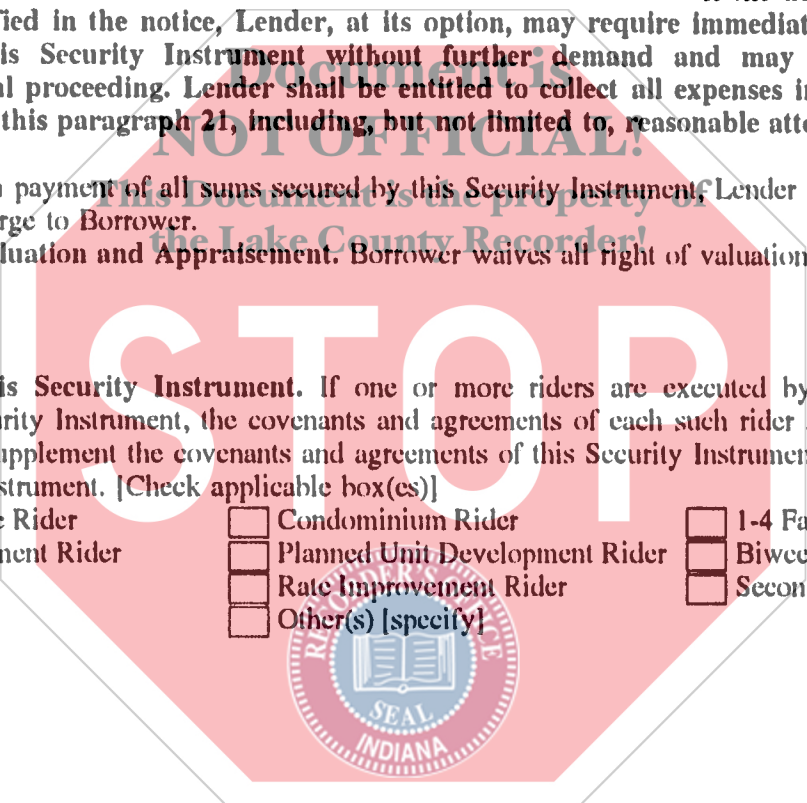 fied in the notice, Lender, at its option, may require immediat
is Security Instrument without further demand and may
al proceeding. Lender shall be entitled to collect all expenses i
this paragraph 21, including, but not limited to, reasonable att
payment of all sums secured by this Security Instrument, Lender
rge to Borrower.
luation and Appraisement. Borrower waives all right of valuation
is Security Instrument. If one or more riders are executed by
urity Instrument, the covenants and agreements of each such rider
upplement the covenants and agreements of this Security Instrumen
strument. [Check applicable box(es)]
e Rider Condominium Rider 1-4 Fa
ment Rider Planned Unit Development Rider Biwee
Rate Improvement Rider Secon
Other(s) [specify]
Document is
NOT OFFICIAL!
This Document is the property of
the Lake County Recorder!
STOP
RECORDER'S OFFICE
SEAL
INDIANA